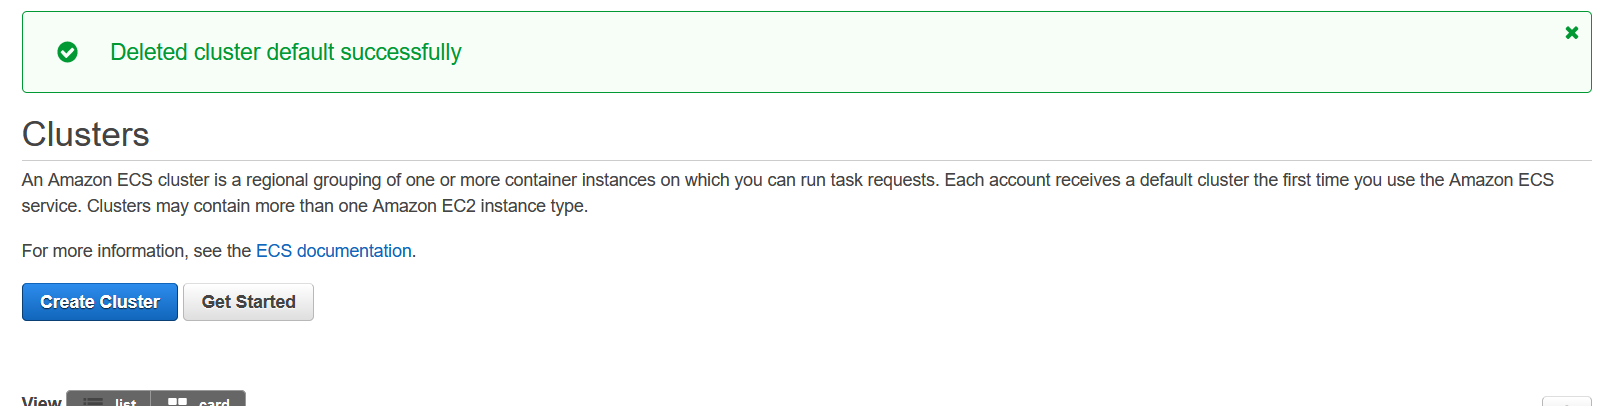 Deleted cluster default successfully
Clusters
An Amazon ECS cluster is a regional grouping of one or more container instances on which you can run task requests. Each account receives a default cluster the first time you use the Amazon ECS
service. Clusters may contain more than one Amazon EC2 instance type.
For more information, see the ECS documentation.
Create Cluster Get Started
View list card